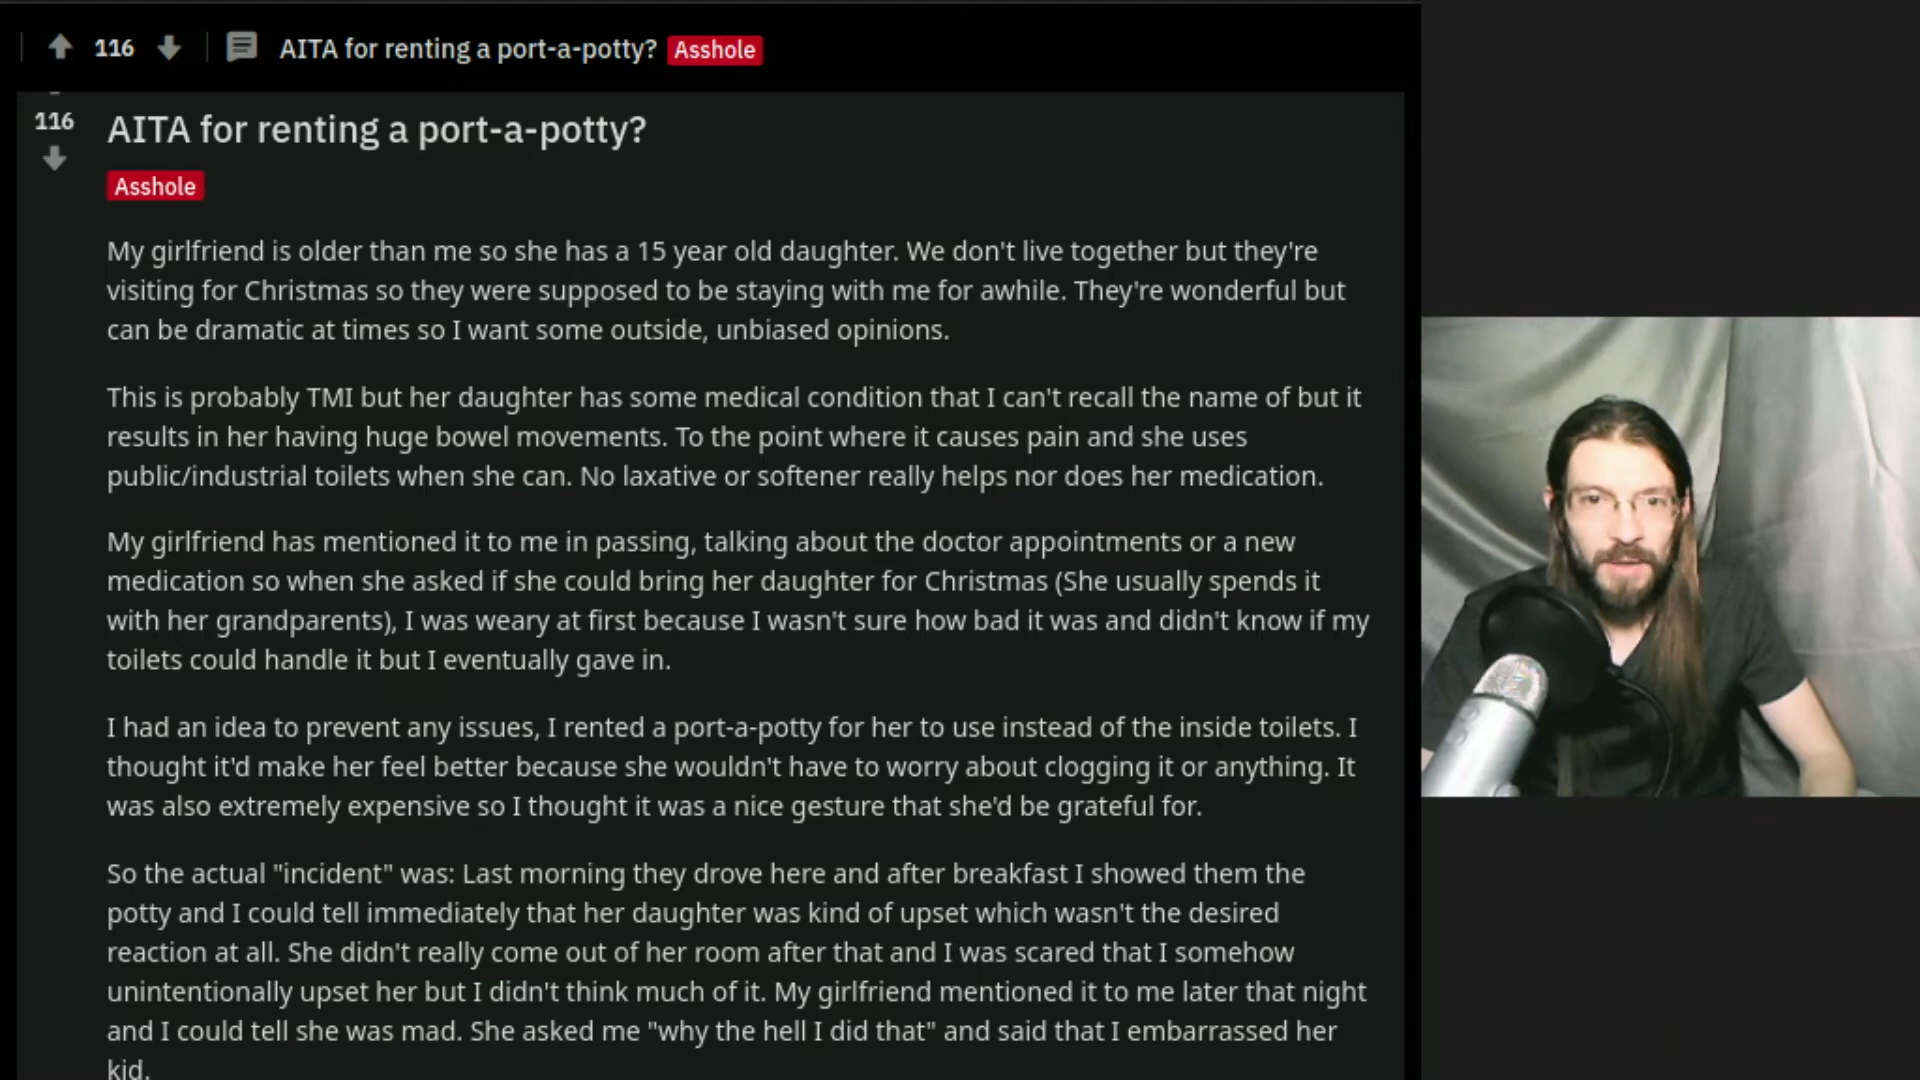 116 AITA for renting a port-a-potty? Asshole
116
AITA for renting a port-a-potty?
Asshole
My girlfriend is older than me so she has a 15 year old daughter. We don't live together but they're
visiting for Christmas so they were supposed to be staying with me for awhile. They're wonderful but
can be dramatic at times so I want some outside, unbiased opinions.
This is probably TMI but her daughter has some medical condition that I can't recall the name of but it
results in her having huge bowel movements. To the point where it causes pain and she uses
public/industrial toilets when she can. No laxative or softener really helps nor does her medication.
My girlfriend has mentioned it to me in passing, talking about the doctor appointments or a new
medication so when she asked if she could bring her daughter for Christmas (She usually spends it
with her grandparents), I was weary at first because I wasn't sure how bad it was and didn't know if my
toilets could handle it but I eventually gave in.
I had an idea to prevent any issues, I rented a port-a-potty for her to use instead of the inside toilets. I
thought it'd make her feel better because she wouldn't have to worry about clogging it or anything. It
was also extremely expensive so I thought it was a nice gesture that she'd be grateful for.
So the actual "incident" was: Last morning they drove here and after breakfast I showed them the
potty and I could tell immediately that her daughter was kind of upset which wasn't the desired
reaction at all. She didn't really come out of her room after that and I was scared that I somehow
unintentionally upset her but I didn't think much of it. My girlfriend mentioned it to me later that night
and I could tell she was mad. She asked me "why the hell I did that" and said that I embarrassed her
kid.